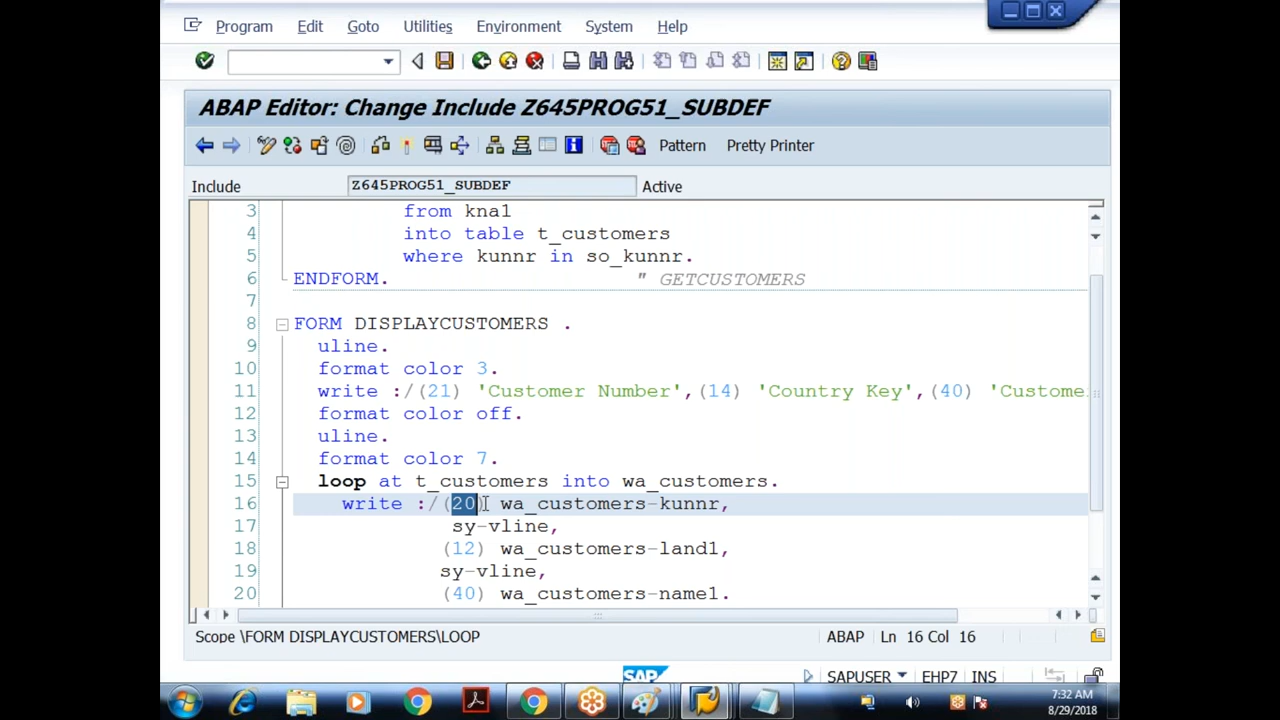 Program Edit Goto Utilities Environment System Help
ABAP Editor: Change Include Z645PROG51_SUBDEF
Pattern Pretty Printer
Include Z645PROG51_SUBDEF Active
3 from kna1
4 into table t_customers
5 where kunnr in so_kunnr.
6 ENDFORM. " GETCUSTOMERS
7
8 FORM DISPLAYCUSTOMERS .
9 uline.
10 format color 3.
11 write :/(21) 'Customer Number',(14) 'Country Key',(40) 'Custome
12 format color off.
13 uline.
14 format color 7.
15 loop at t_customers into wa_customers.
16 write :/(20) wa_customers-kunnr,
17 sy-vline,
18 (12) wa_customers-land1,
19 sy-vline,
20 (40) wa_customers-name1.
Scope \FORM DISPLAYCUSTOMERS\LOOP ABAP Ln 16 Col 16
SAP SAPUSER EHP7 INS
7:32 AM
8/29/2018